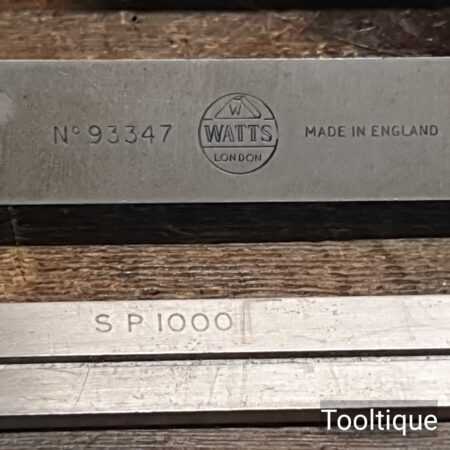 Nº 93347
W
WATTS
LONDON
MADE IN ENGLAND
S P 1000
Tooltique